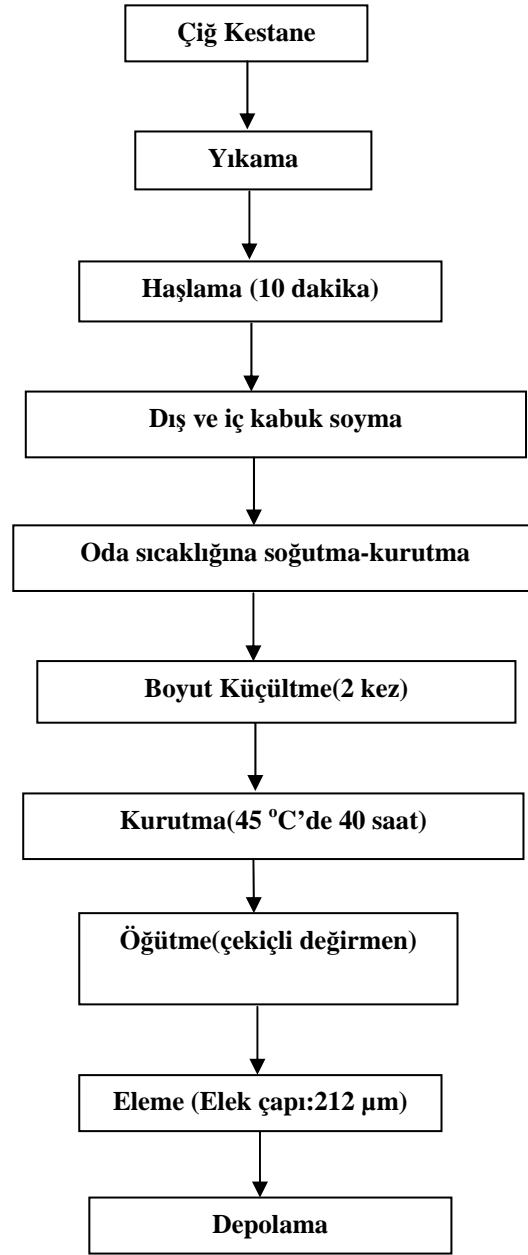 Çiğ Kestane
Yıkama
Haşlama (10 dakika)
Dış ve iç kabuk soyma
Oda sıcaklığına soğutma-kurutma
Boyut Küçültme(2 kez)
Kurutma(45 °C’de 40 saat)
Öğütme(çekiçli değirmen)
Eleme (Elek çapı:212 µm)
Depolama